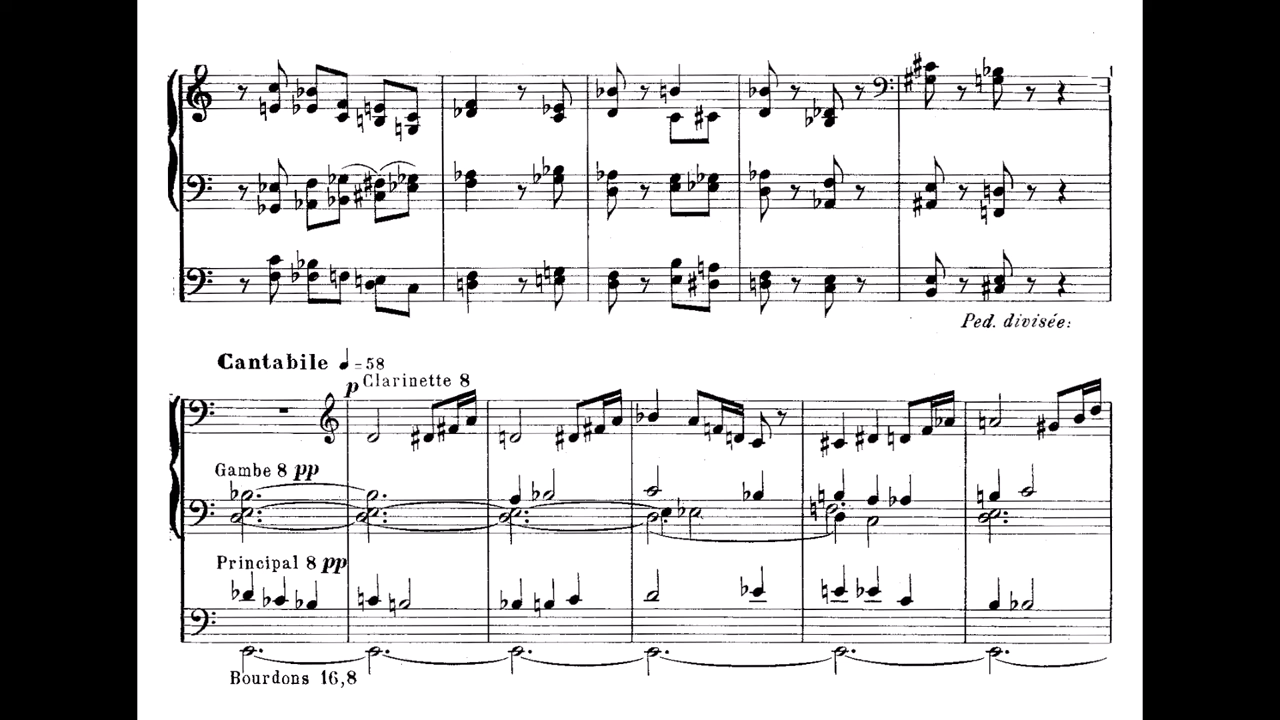 Ped. divisée:
Cantabile ♩=58
p Clarinette 8
Gambe 8 pp
Principal 8 pp
Bourdons 16,8